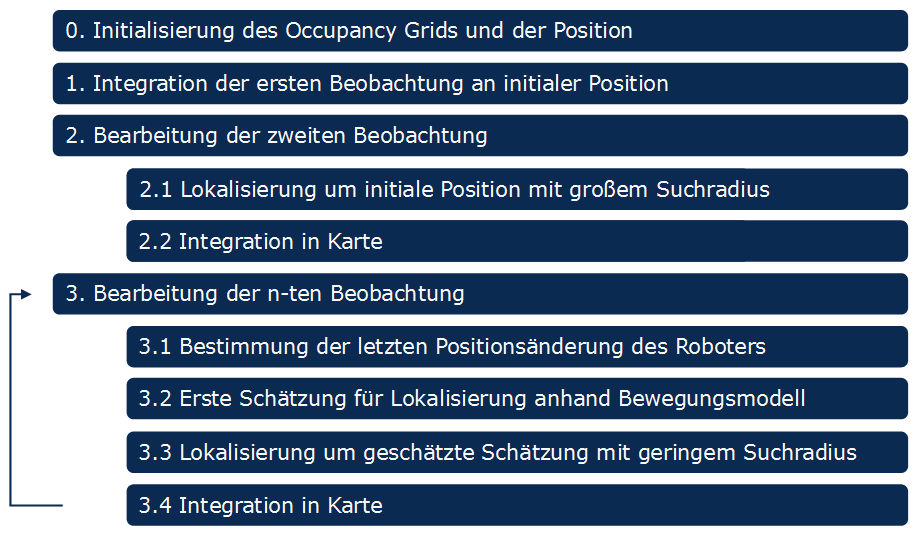 0. Initialisierung des Occupancy Grids und der Position
1. Integration der ersten Beobachtung an initialer Position
2. Bearbeitung der zweiten Beobachtung
2.1 Lokalisierung um initiale Position mit großem Suchradius
2.2 Integration in Karte
3. Bearbeitung der n-ten Beobachtung
3.1 Bestimmung der letzten Positionsänderung des Roboters
3.2 Erste Schätzung für Lokalisierung anhand Bewegungsmodell
3.3 Lokalisierung um geschätzte Schätzung mit geringem Suchradius
3.4 Integration in Karte